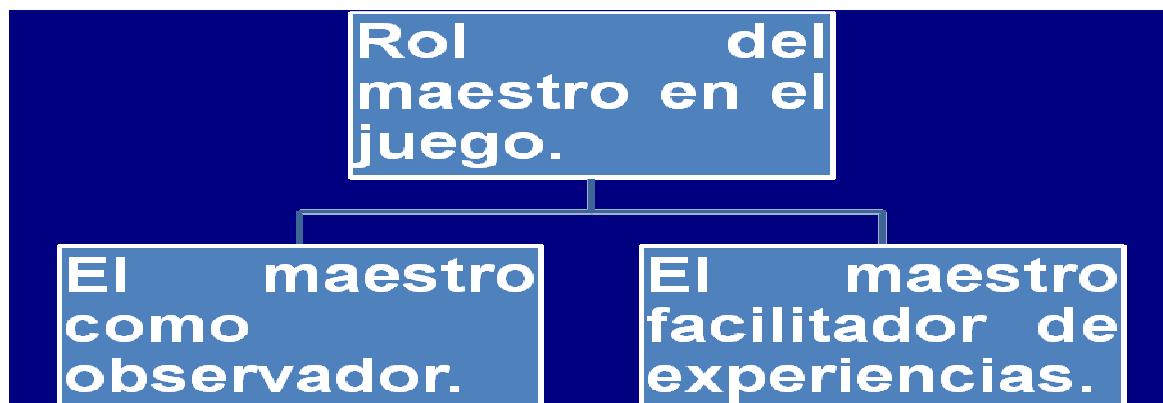 Rol del
maestro en el
juego.
El maestro
como
observador.
El maestro
facilitador de
experiencias.